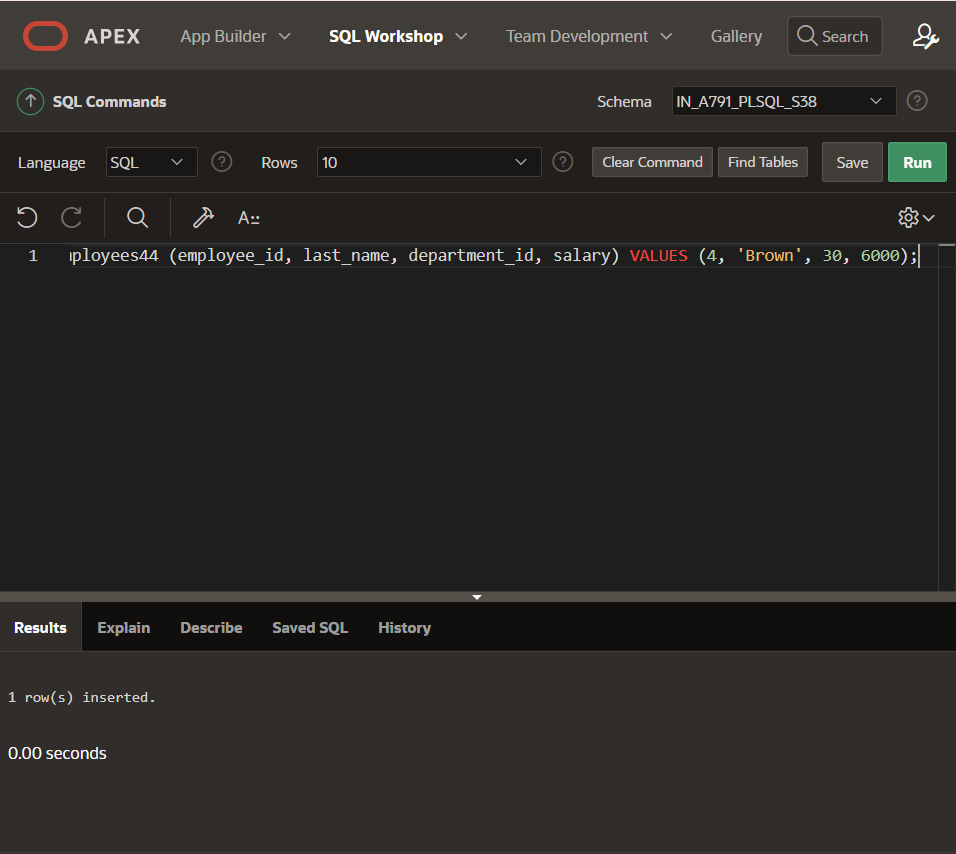 APEX App Builder SQL Workshop Team Development Gallery Search
SQL Commands Schema IN_A791_PLSQL_S38 ?
Language SQL ? Rows 10 ? Clear Command Find Tables Save Run
A::
1 ployees44 (employee_id, last_name, department_id, salary) VALUES (4, 'Brown', 30, 6000);
Results Explain Describe Saved SQL History
1 row(s) inserted.
0.00 seconds